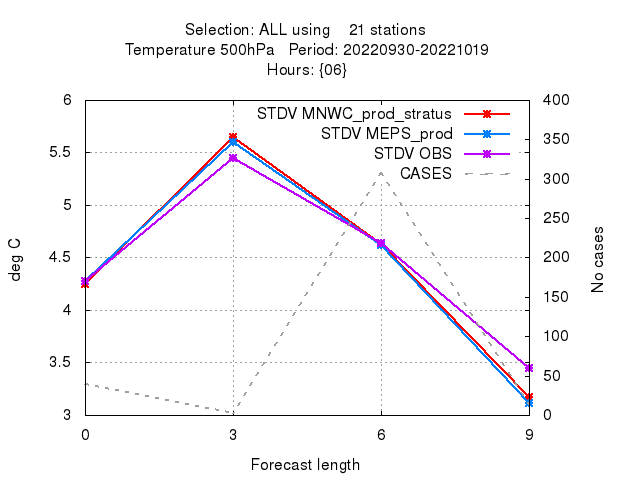 Selection: ALL using    21 stations
Temperature 500hPa   Period: 20220930-20221019
Hours: {06}
6 400
STDV MNWC_prod_stratus
350
STDV MEPS_prod
5.5
STDV OBS
300
CASES
5
250
deg C
4.5 200
No cases
150
4
100
3.5
50
3 0
0 3 6 9
Forecast length